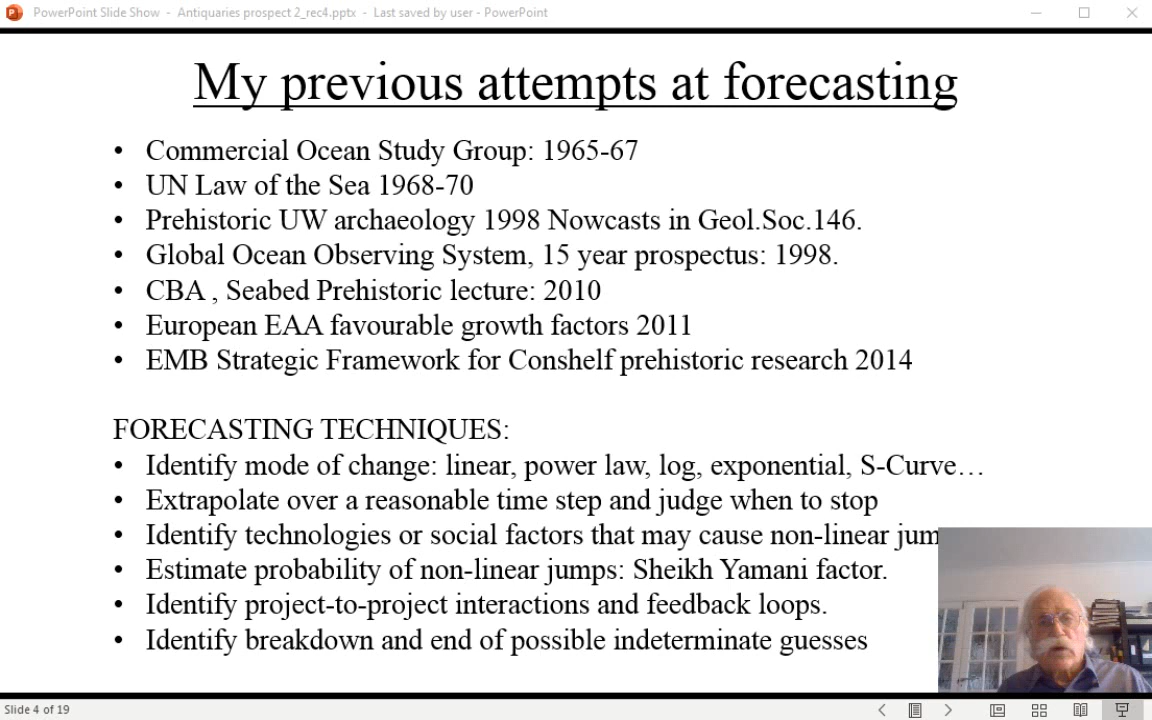 PowerPoint Slide Show - Antiquaries prospect 2_rec4.pptx - Last saved by user - PowerPoint
My previous attempts at forecasting
• Commercial Ocean Study Group: 1965-67
• UN Law of the Sea 1968-70
• Prehistoric UW archaeology 1998 Nowcasts in Geol.Soc.146.
• Global Ocean Observing System, 15 year prospectus: 1998.
• CBA , Seabed Prehistoric lecture: 2010
• European EAA favourable growth factors 2011
• EMB Strategic Framework for Conshelf prehistoric research 2014
FORECASTING TECHNIQUES:
• Identify mode of change: linear, power law, log, exponential, S-Curve…
• Extrapolate over a reasonable time step and judge when to stop
• Identify technologies or social factors that may cause non-linear jum
• Estimate probability of non-linear jumps: Sheikh Yamani factor.
• Identify project-to-project interactions and feedback loops.
• Identify breakdown and end of possible indeterminate guesses
Slide 4 of 19